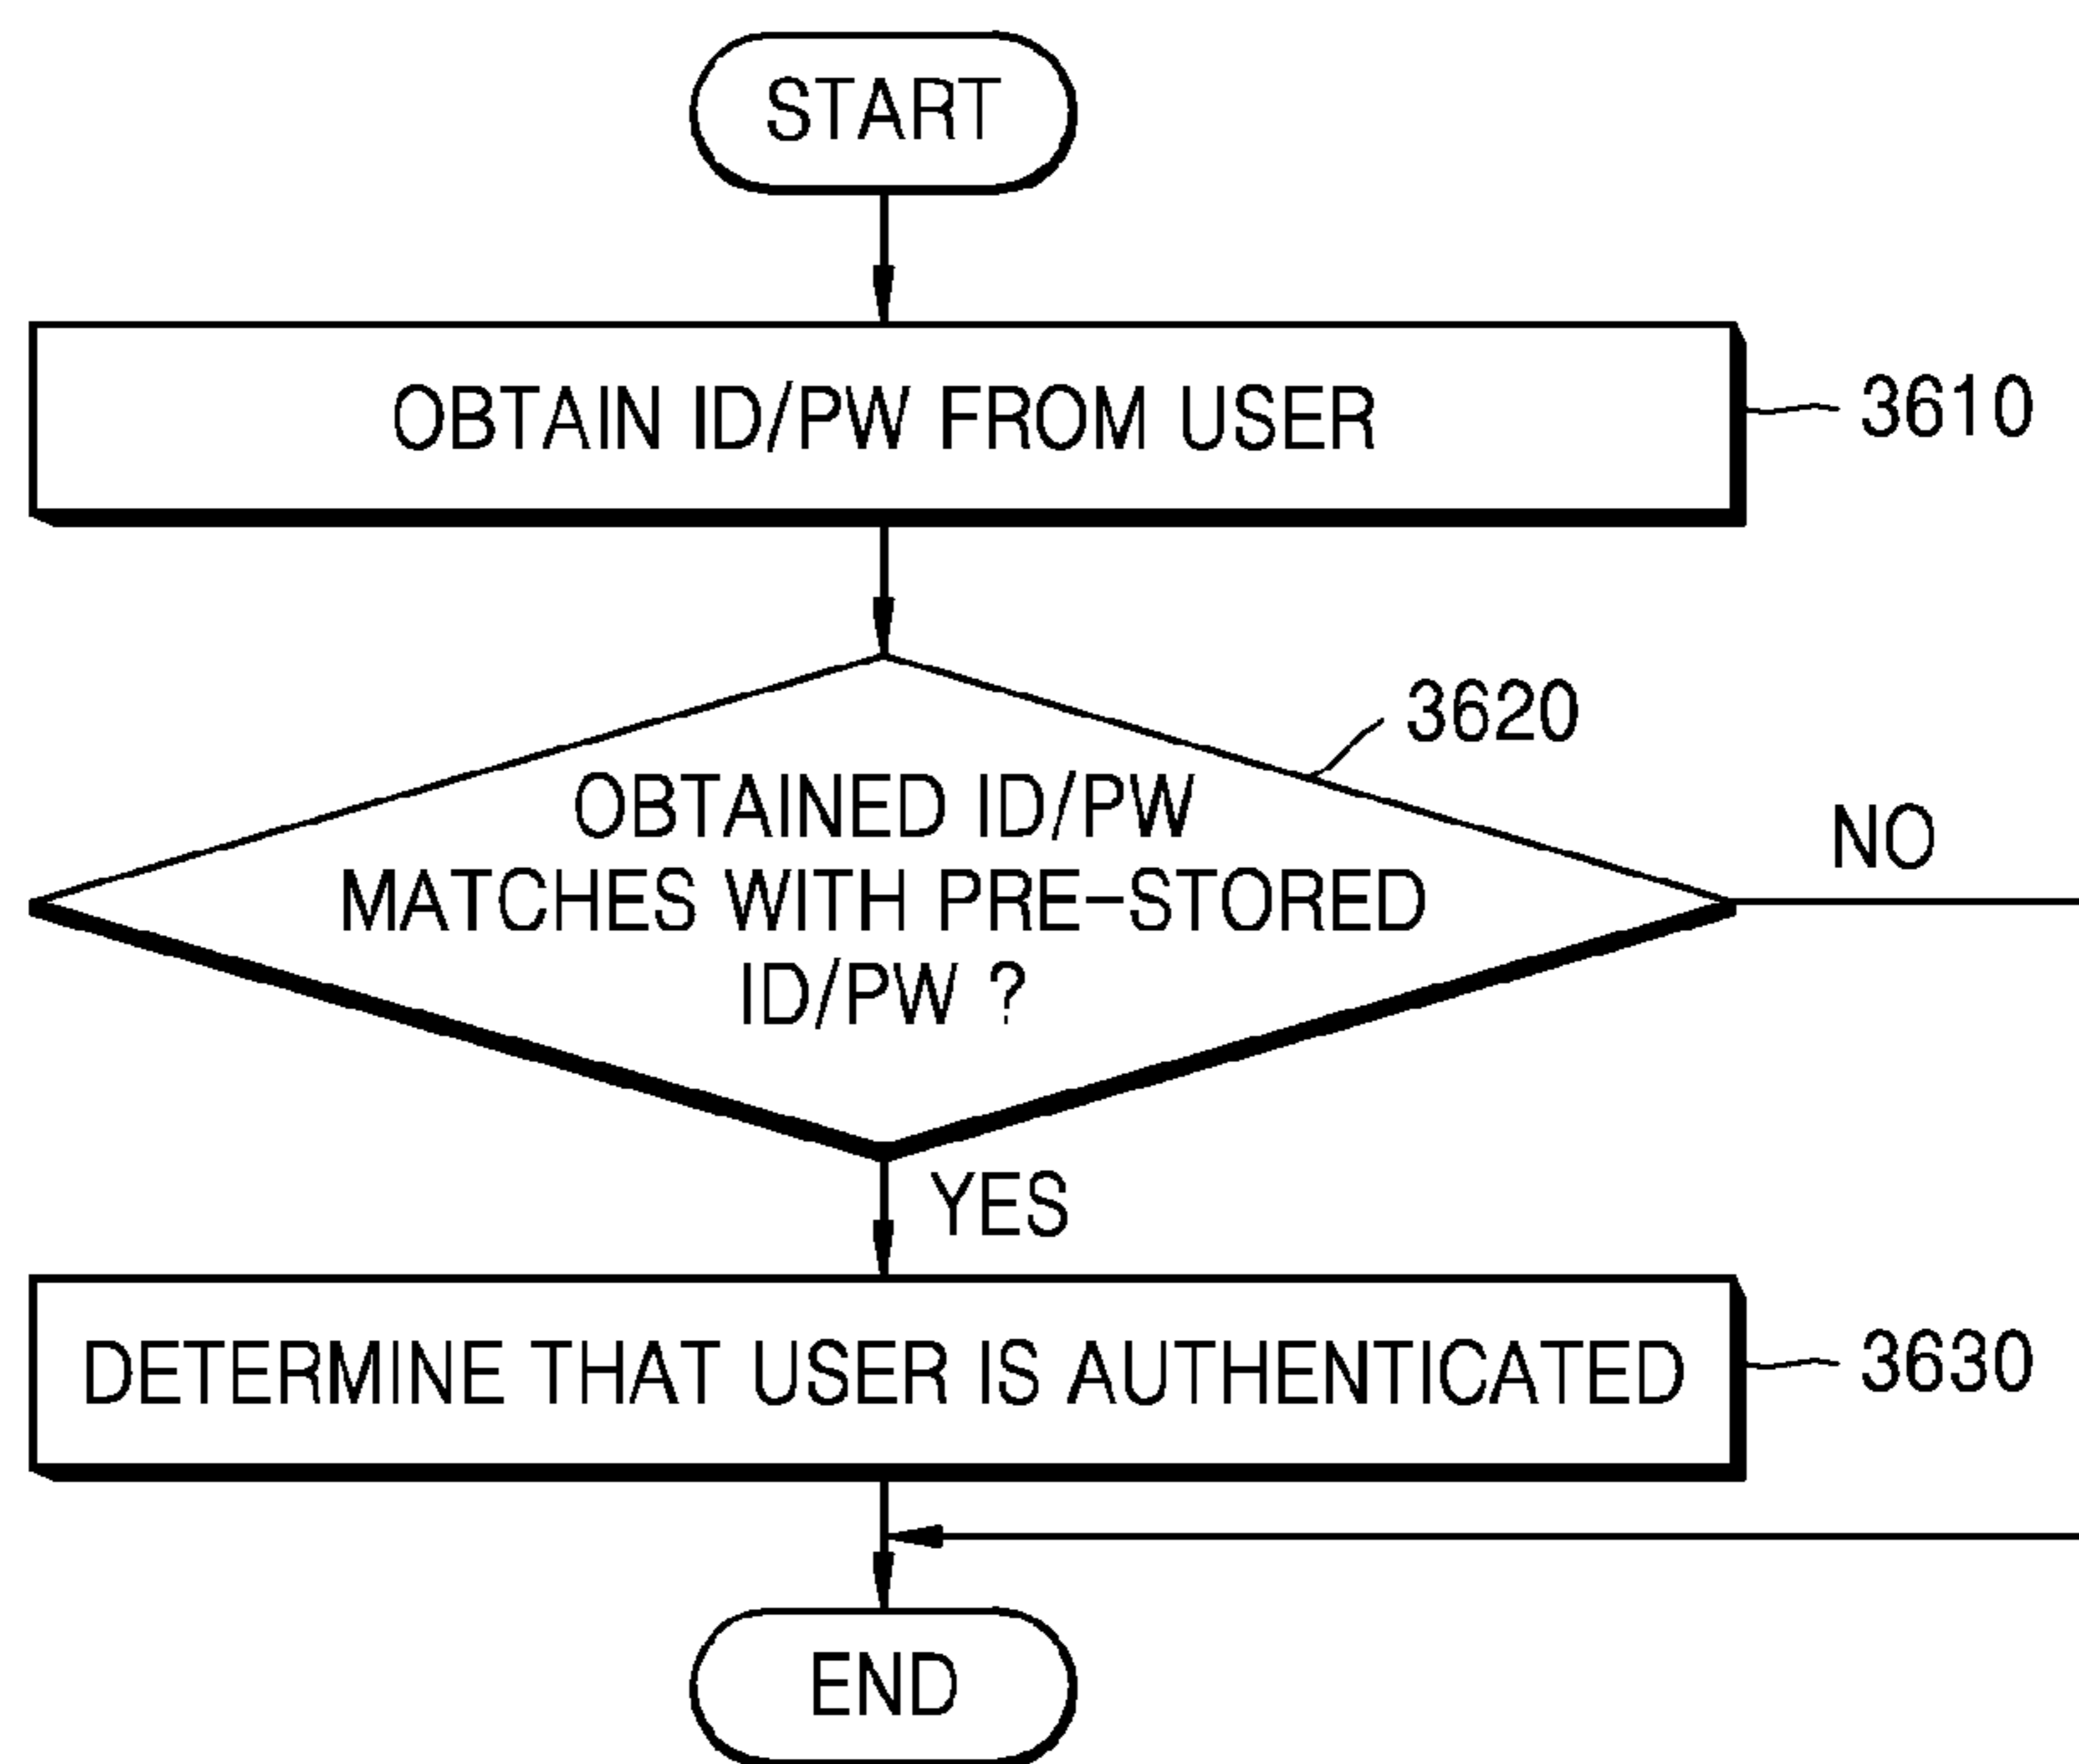 START
OBTAIN ID/PW FROM USER
3610
3620
OBTAINED ID/PW
MATCHES WITH PRE-STORED
ID/PW ?
NO
YES
DETERMINE THAT USER IS AUTHENTICATED
3630
END